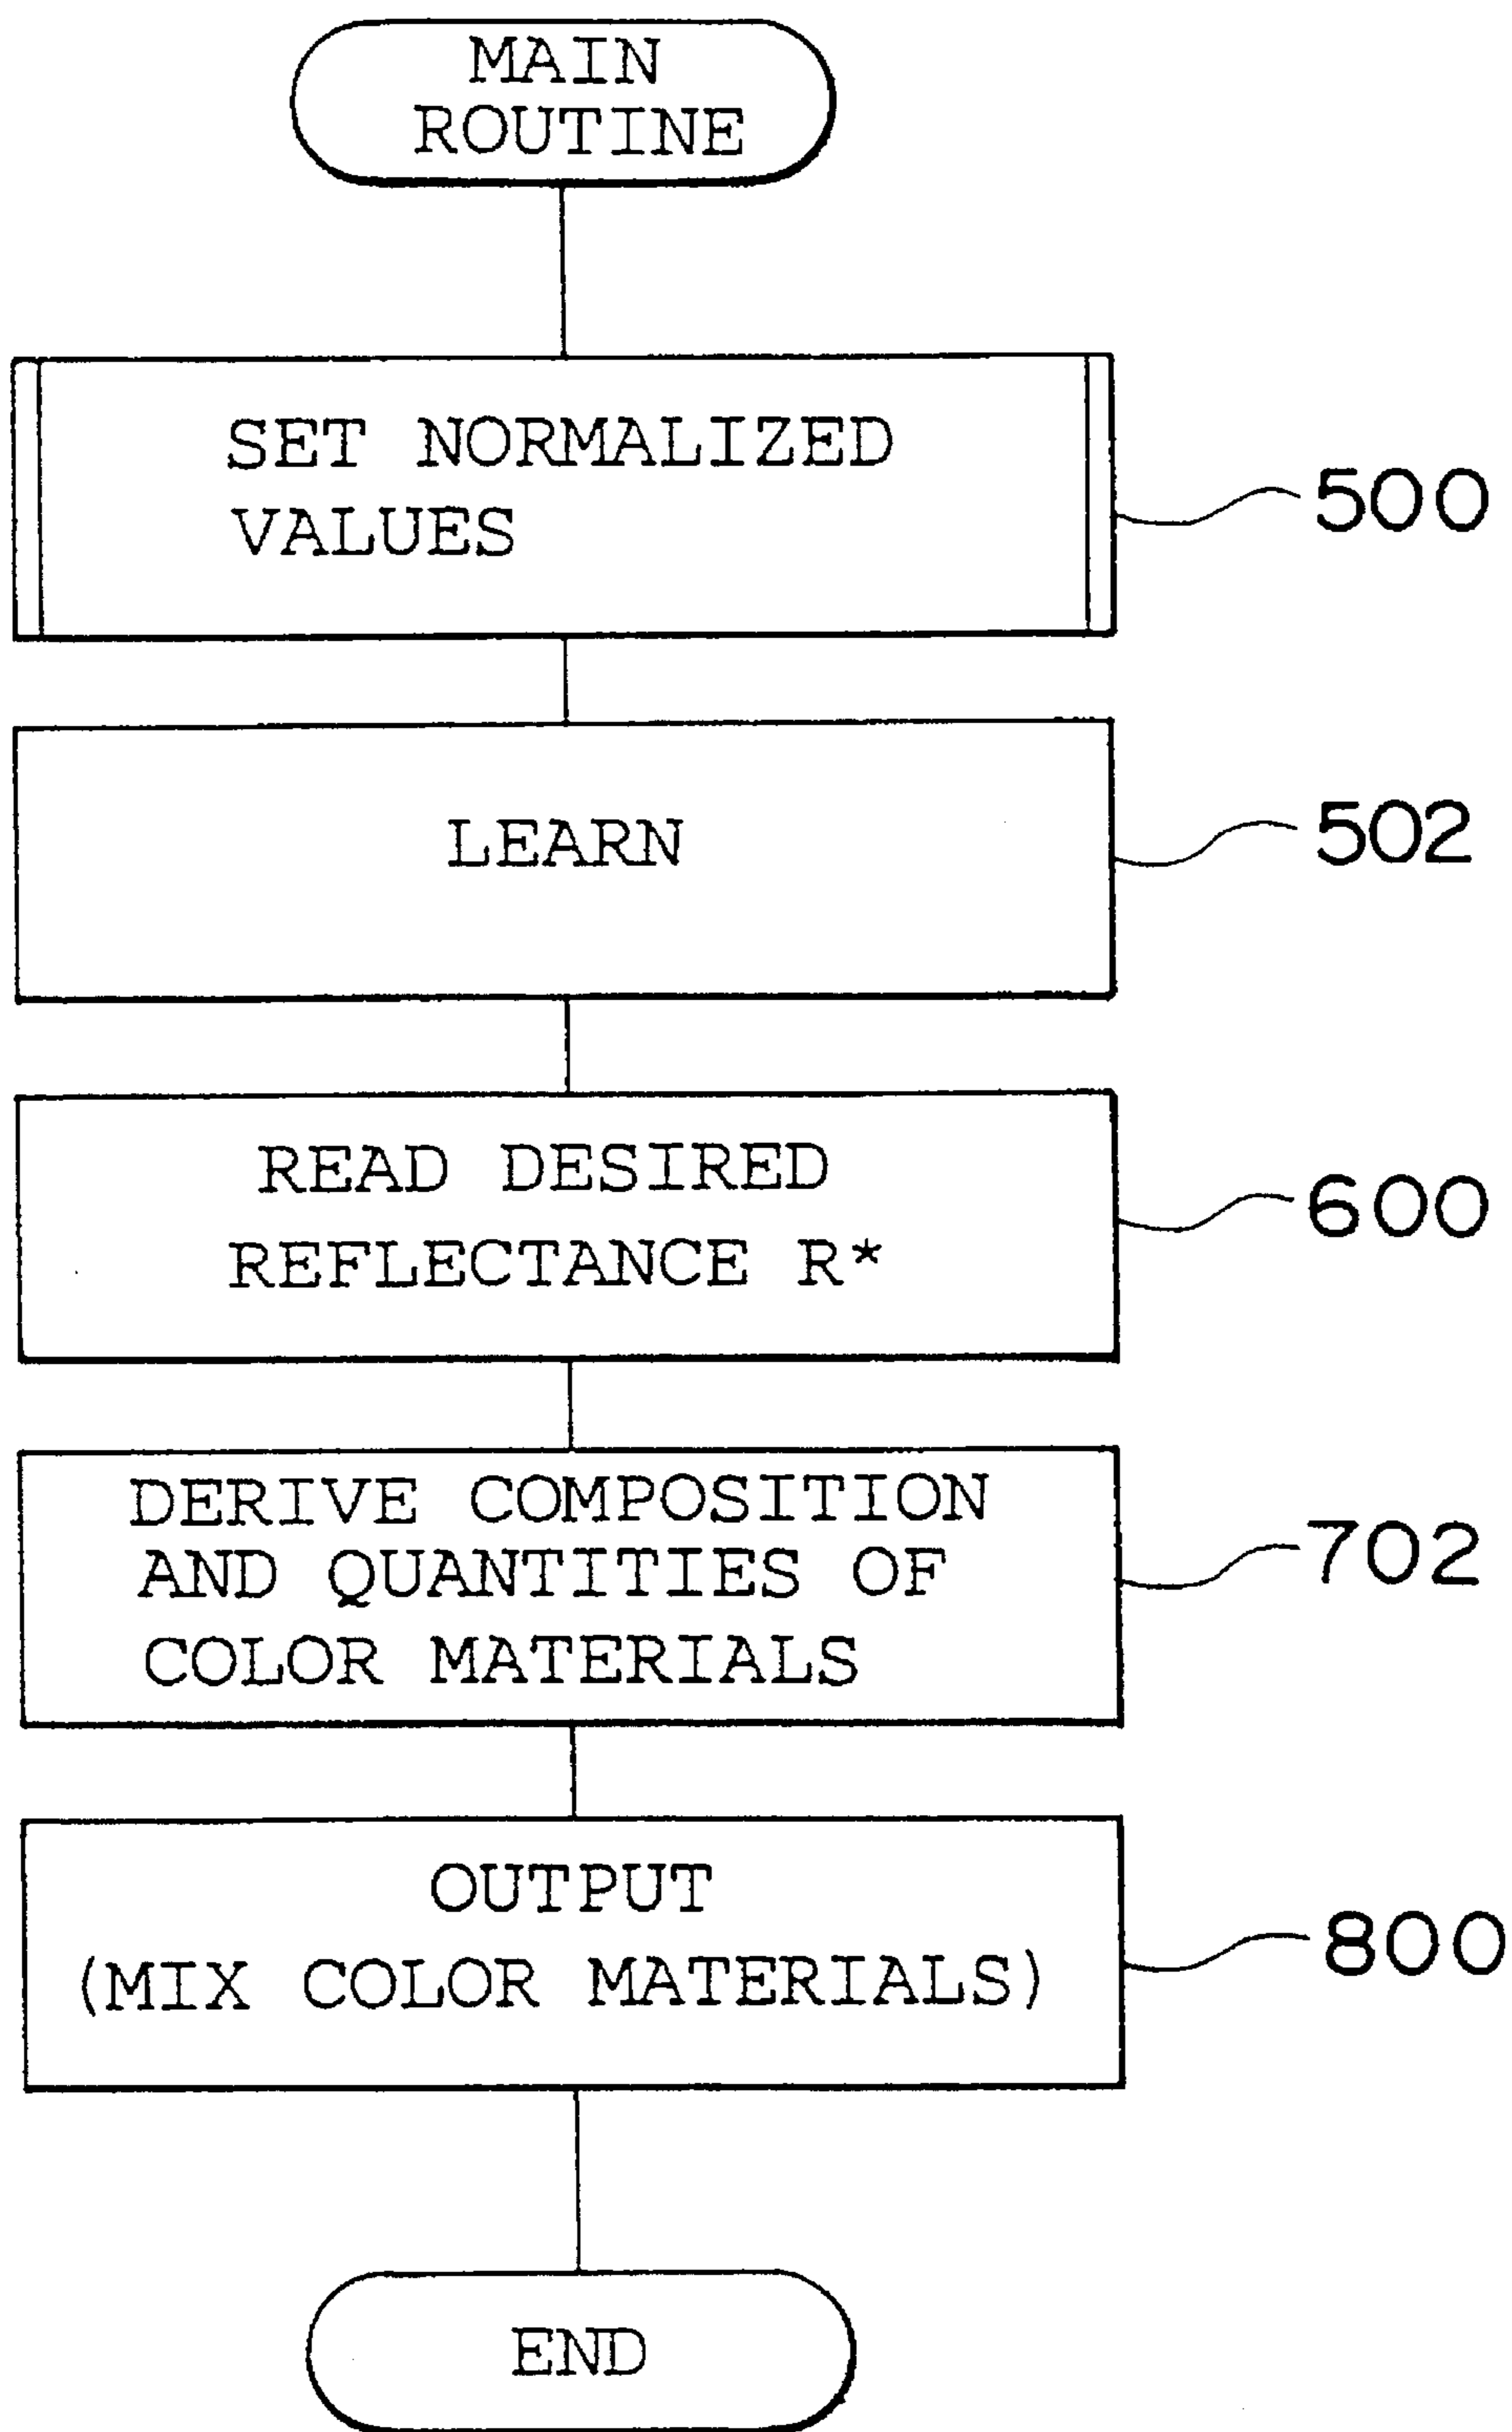 MAIN
ROUTINE
SET NORMALIZED
VALUES
500
LEARN
502
READ DESIRED
REFLECTANCE R*
600
DERIVE COMPOSITION
AND QUANTITIES OF
COLOR MATERIALS
702
OUTPUT
(MIX COLOR MATERIALS)
800
END